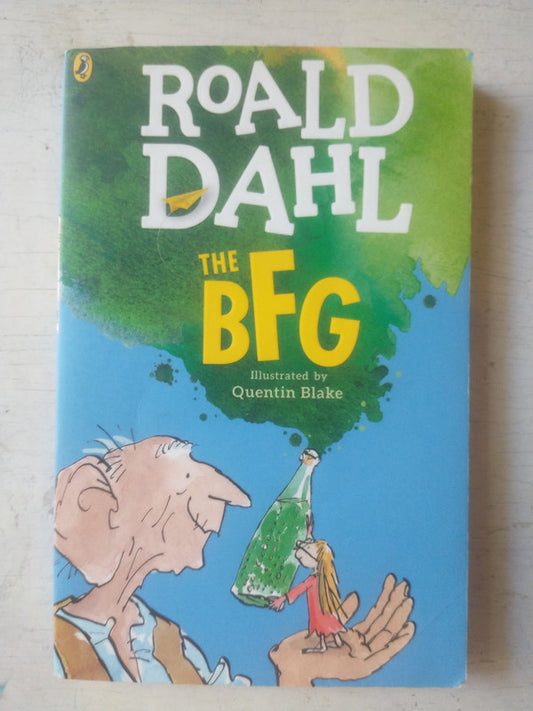 ROALD
DAHL
THE
BFG
Illustrated by
Quentin Blake